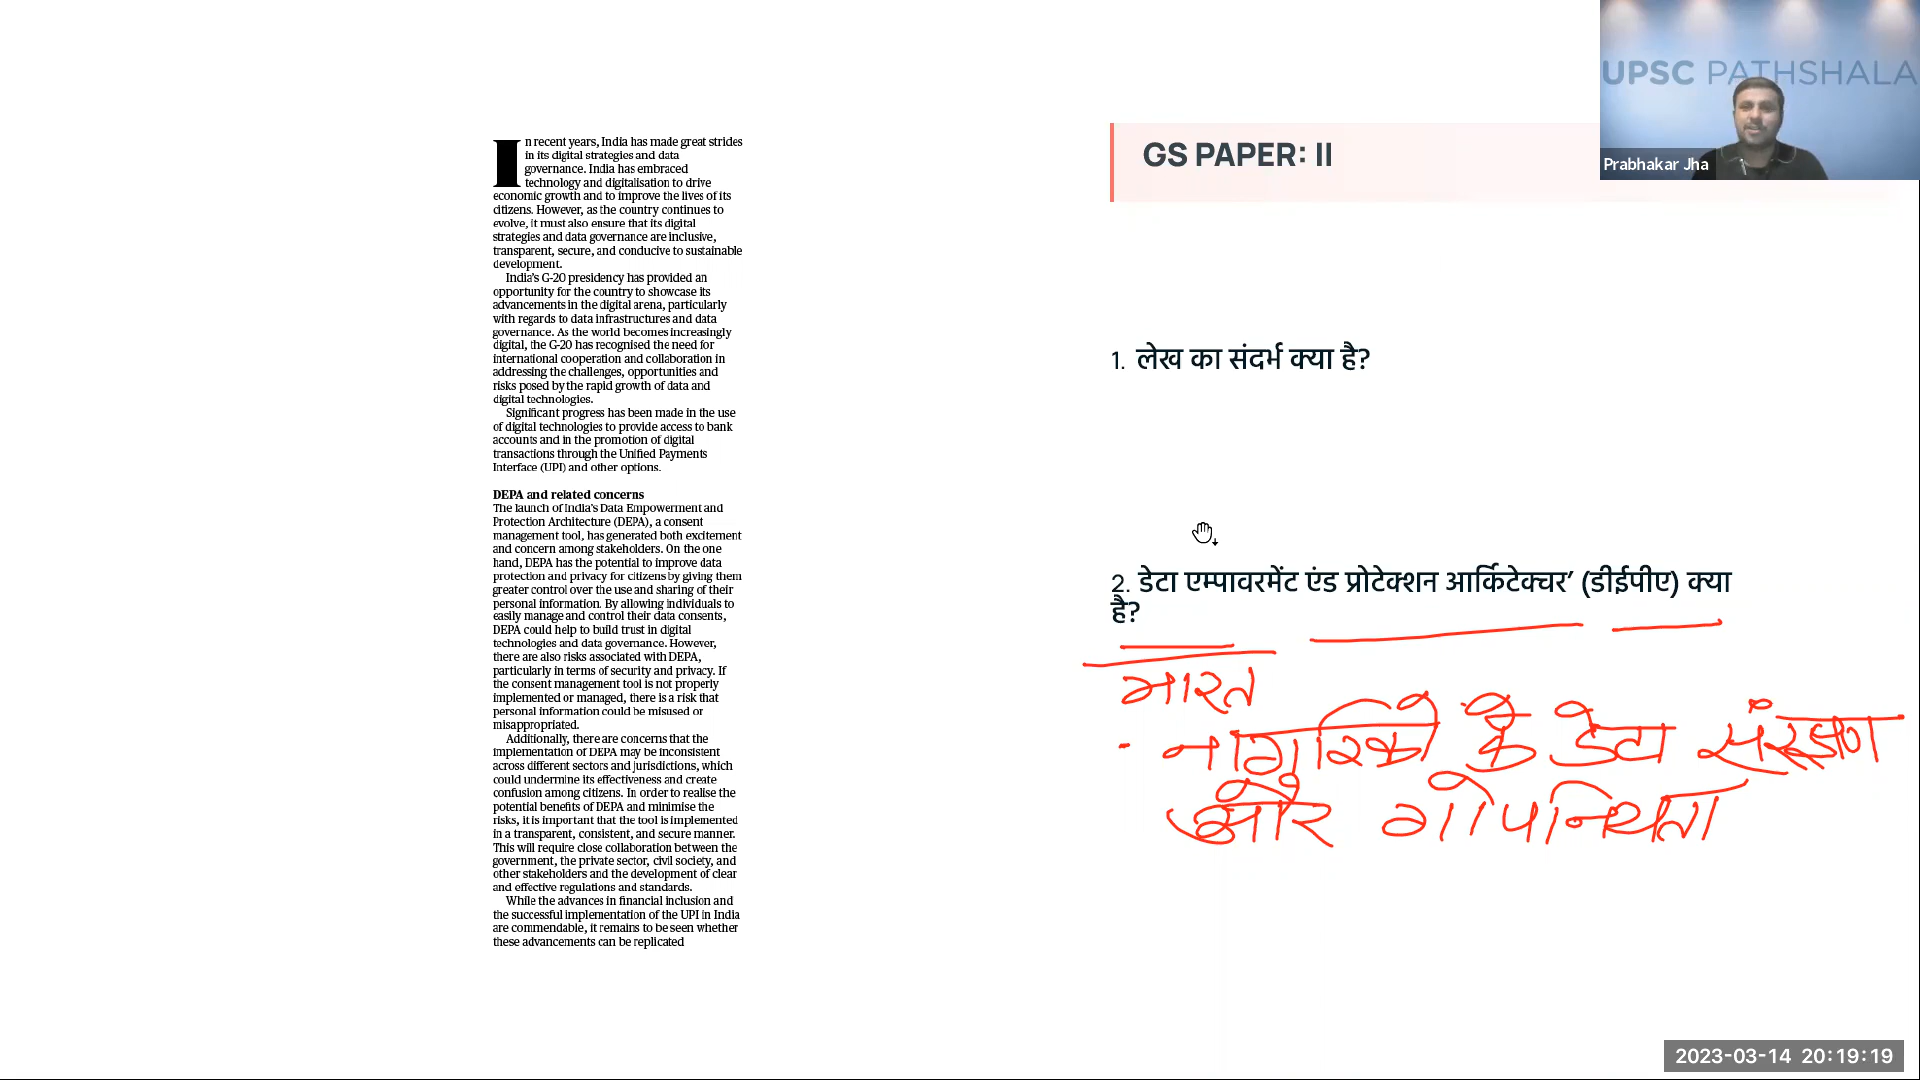 In recent years, India has made great strides
in its digital strategies and data
governance. India has embraced
technology and digitalisation to drive
economic growth and to improve the lives of its
citizens. However, as the country continues to
evolve, it must also ensure that its digital
strategies and data governance are inclusive,
transparent, secure, and conducive to sustainable
development.
India's G-20 presidency has provided an
opportunity for the country to showcase its
advancements in the digital arena, particularly
with regards to data infrastructures and data
governance. As the world becomes increasingly
digital, the G-20 has recognised the need for
international cooperation and collaboration in
addressing the challenges, opportunities and
risks posed by the rapid growth of data and
digital technologies.
Significant progress has been made in the use
of digital technologies to provide access to bank
accounts and in the promotion of digital
transactions through the Unified Payments
Interface (UPI) and other options.
DEPA and related concerns
The launch of India's Data Empowerment and
Protection Architecture (DEPA), a consent
management tool, has generated both excitement
and concern among stakeholders. On the one
hand, DEPA has the potential to improve data
protection and privacy for citizens by giving them
greater control over the use and sharing of their
personal information. By allowing individuals to
easily manage and control their data consents,
DEPA could help to build trust in digital
technologies and data governance. However,
there are also risks associated with DEPA,
particularly in terms of security and privacy. If
the consent management tool is not properly
implemented or managed, there is a risk that
personal information could be misused or
misappropriated.
Additionally, there are concerns that the
implementation of DEPA may be inconsistent
across different sectors and jurisdictions, which
could undermine its effectiveness and create
confusion among citizens. In order to realise the
potential benefits of DEPA and minimise the
risks, it is important that the tool is implemented
in a transparent, consistent, and secure manner.
This will require close collaboration between the
government, the private sector, civil society, and
other stakeholders and the development of clear
and effective regulations and standards.
While the advances in financial inclusion and
the successful implementation of the UPI in India
are commendable, it remains to be seen whether
these advancements can be replicated
GS PAPER: II
1. लेख का संदर्भ क्या है?
2. डेटा एम्पावरमेंट एंड प्रोटेक्शन आर्किटेक्चर’ (डीईपीए) क्या
है?
भारत
· नागरिकों के डेटा संरक्षण
और गोपनियता
UPSC PATHSHALA
Prabhakar Jha
2023-03-14 20:19:19